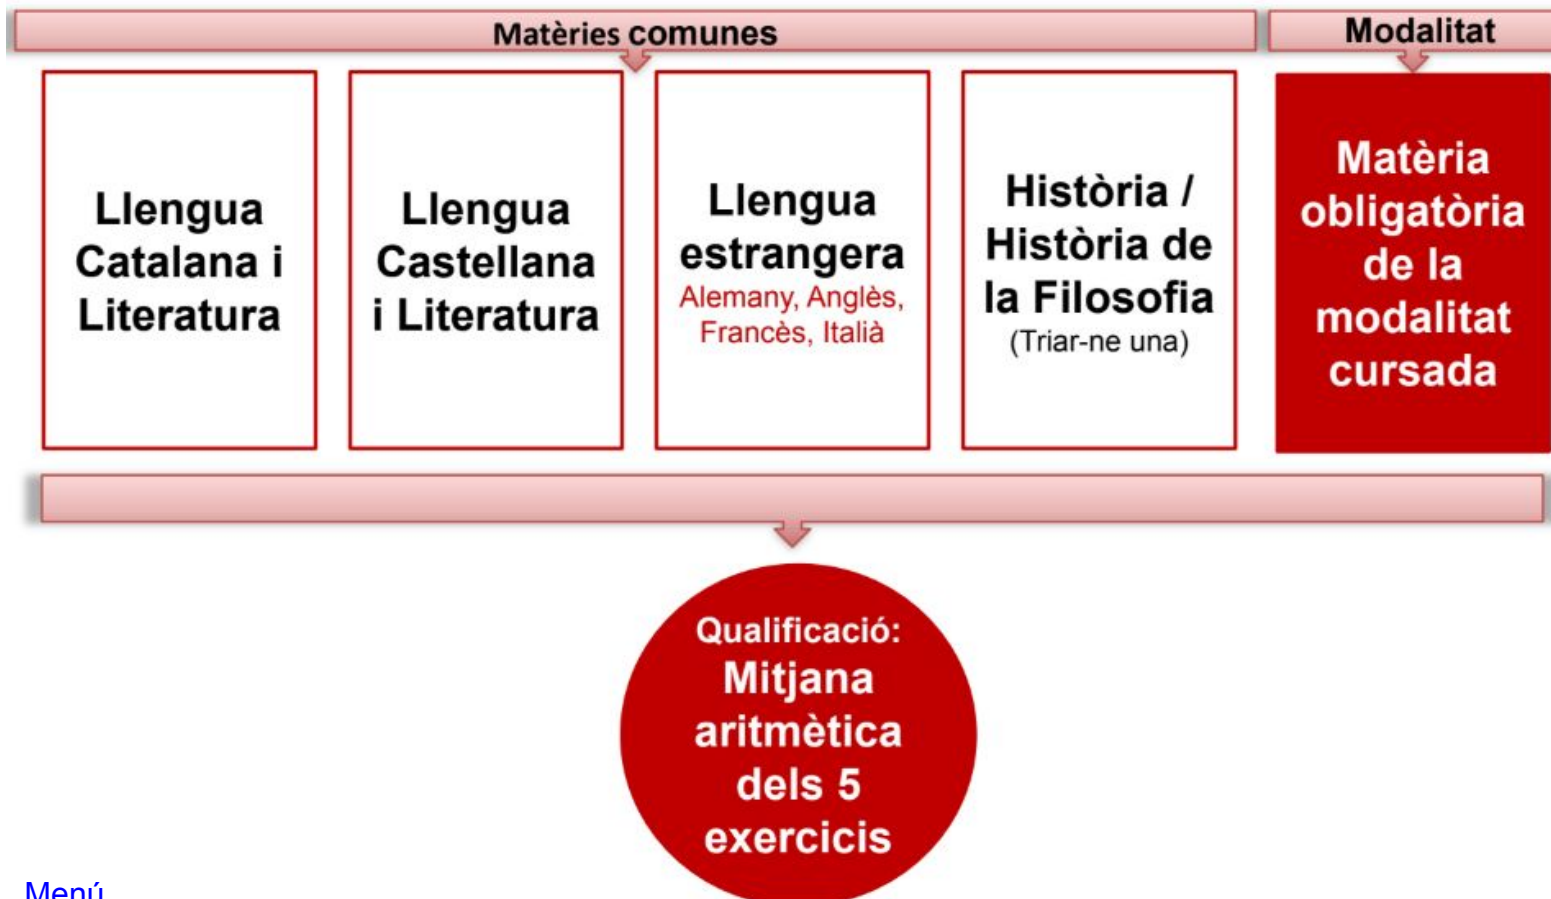 Matèries comunes
Modalitat
Llengua
Catalana i
Literatura
Llengua
Castellana
i Literatura
Llengua
estrangera
Alemany, Anglès,
Francès, Italià
Història /
Història de
la Filosofia
(Triar-ne una)
Matèria
obligatòria
de la
modalitat
cursada
Qualificació:
Mitjana
aritmètica
dels 5
exercicis
Menú